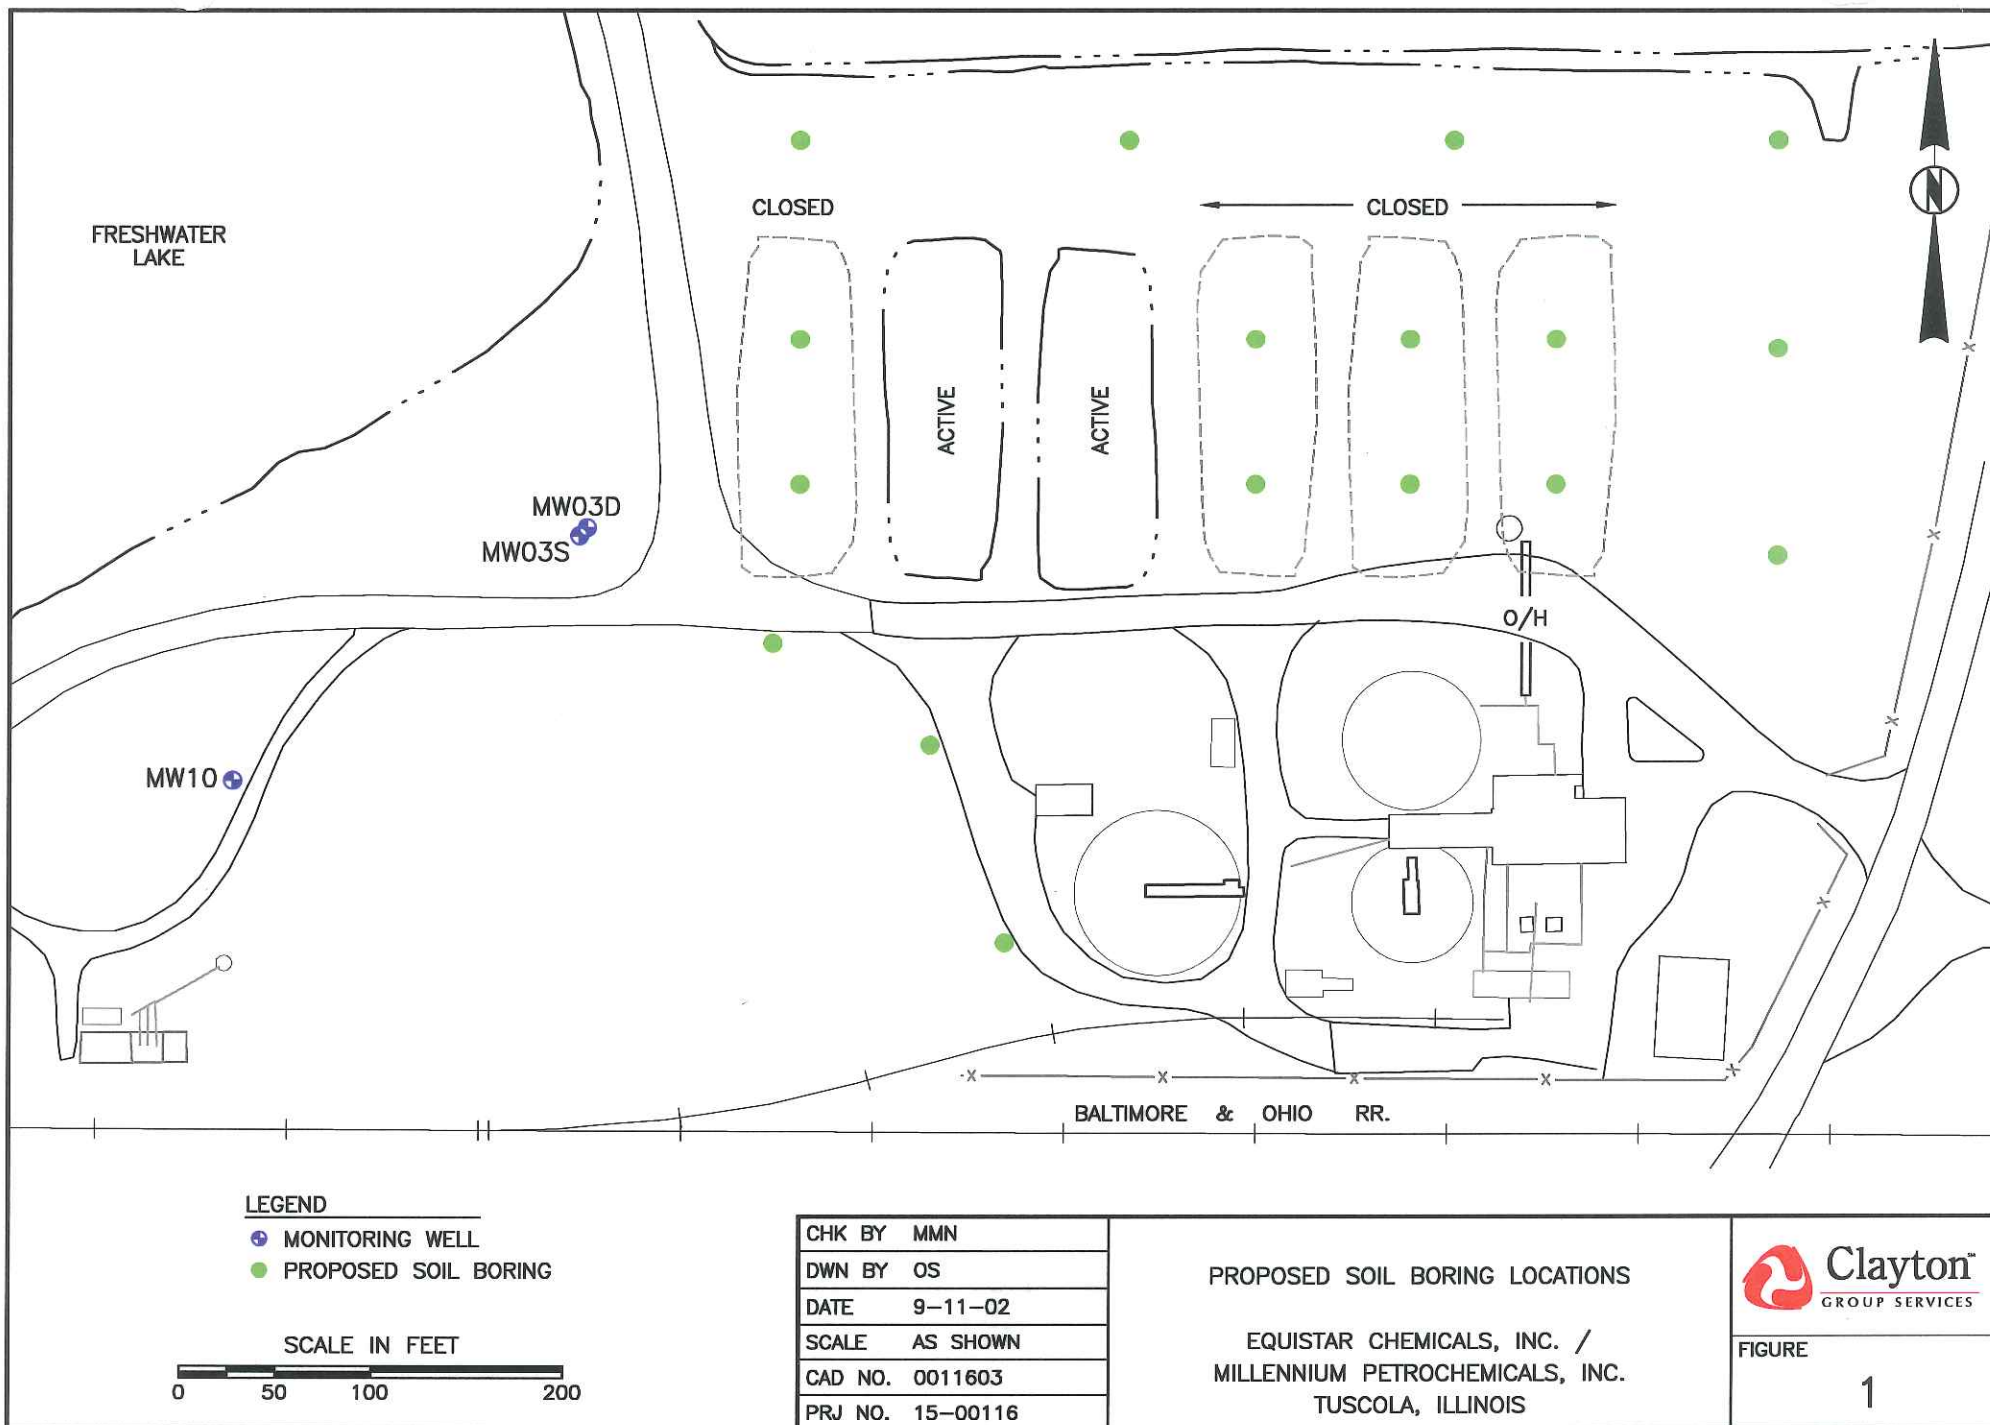 CLOSED
CLOSED
N
FRESHWATER
LAKE
ACTIVE
ACTIVE
MW03D
MW03S
O/H
MW10
BALTIMORE & OHIO RR.
LEGEND
MONITORING WELL
PROPOSED SOIL BORING
SCALE IN FEET
0 50 100 200
CHK BY MMN
DWN BY OS
DATE 9-11-02
SCALE AS SHOWN
CAD NO. 0011603
PRJ NO. 15-00116
PROPOSED SOIL BORING LOCATIONS
EQUISTAR CHEMICALS, INC. /
MILLENNIUM PETROCHEMICALS, INC.
TUSCOLA, ILLINOIS
Clayton℠
GROUP SERVICES
FIGURE
1